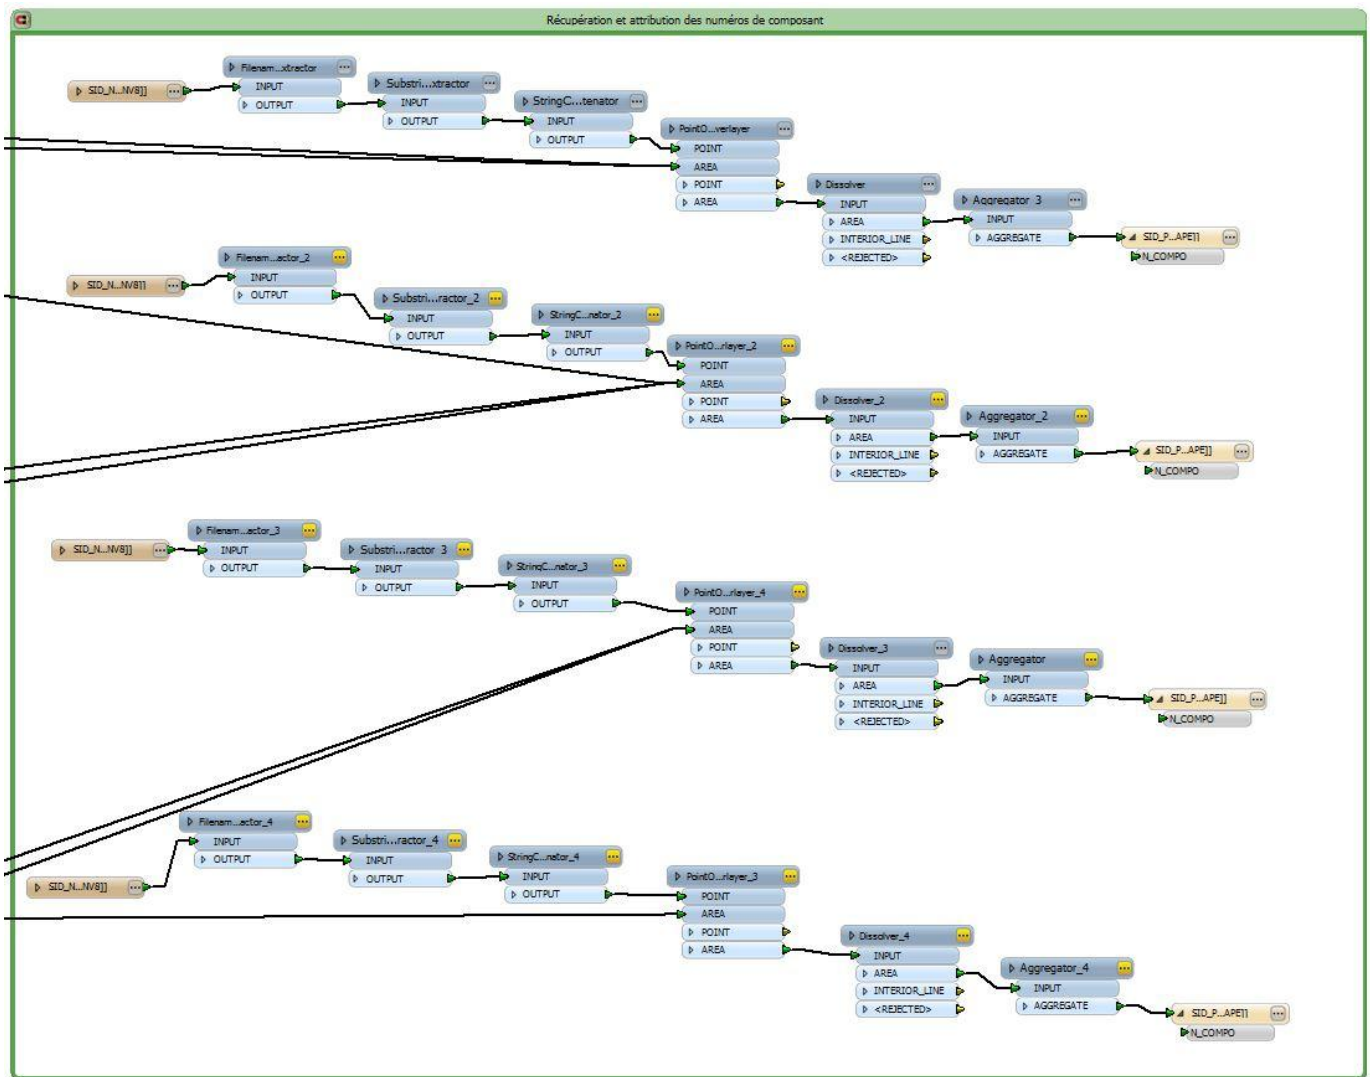 Récupération et attribution des numéros de composant
SID_N...NV8]]
Filenam...xtractor
INPUT
OUTPUT
Substri...xtractor
INPUT
OUTPUT
StringC...tenator
INPUT
OUTPUT
PointO...verlayer
POINT
AREA
POINT
AREA
Dissolver
INPUT
AREA
INTERIOR_LINE
<REJECTED>
Aggregator_3
INPUT
AGGREGATE
SID_P...APE]]
N_COMPO
SID_N...NV8]]
Filenam...actor_2
INPUT
OUTPUT
Substri...ractor_2
INPUT
OUTPUT
StringC...nator_2
INPUT
OUTPUT
PointO...rlayer_2
POINT
AREA
POINT
AREA
Dissolver_2
INPUT
AREA
INTERIOR_LINE
<REJECTED>
Aggregator_2
INPUT
AGGREGATE
SID_P...APE]]
N_COMPO
SID_N...NV8]]
Filenam...actor_3
INPUT
OUTPUT
Substri...ractor_3
INPUT
OUTPUT
StringC...nator_3
INPUT
OUTPUT
PointO...rlayer_4
POINT
AREA
POINT
AREA
Dissolver_3
INPUT
AREA
INTERIOR_LINE
<REJECTED>
Aggregator
INPUT
AGGREGATE
SID_P...APE]]
N_COMPO
SID_N...NV8]]
Filenam...actor_4
INPUT
OUTPUT
Substri...ractor_4
INPUT
OUTPUT
StringC...nator_4
INPUT
OUTPUT
PointO...rlayer_3
POINT
AREA
POINT
AREA
Dissolver_4
INPUT
AREA
INTERIOR_LINE
<REJECTED>
Aggregator_4
INPUT
AGGREGATE
SID_P...APE]]
N_COMPO